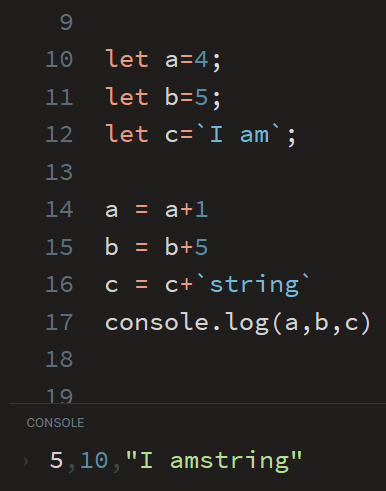 9
10 let a=4;
11 let b=5;
12 let c=`I am`;
13
14 a = a+1
15 b = b+5
16 c = c+`string`
17 console.log(a,b,c)
18
19
CONSOLE
› 5,10,"I amstring"